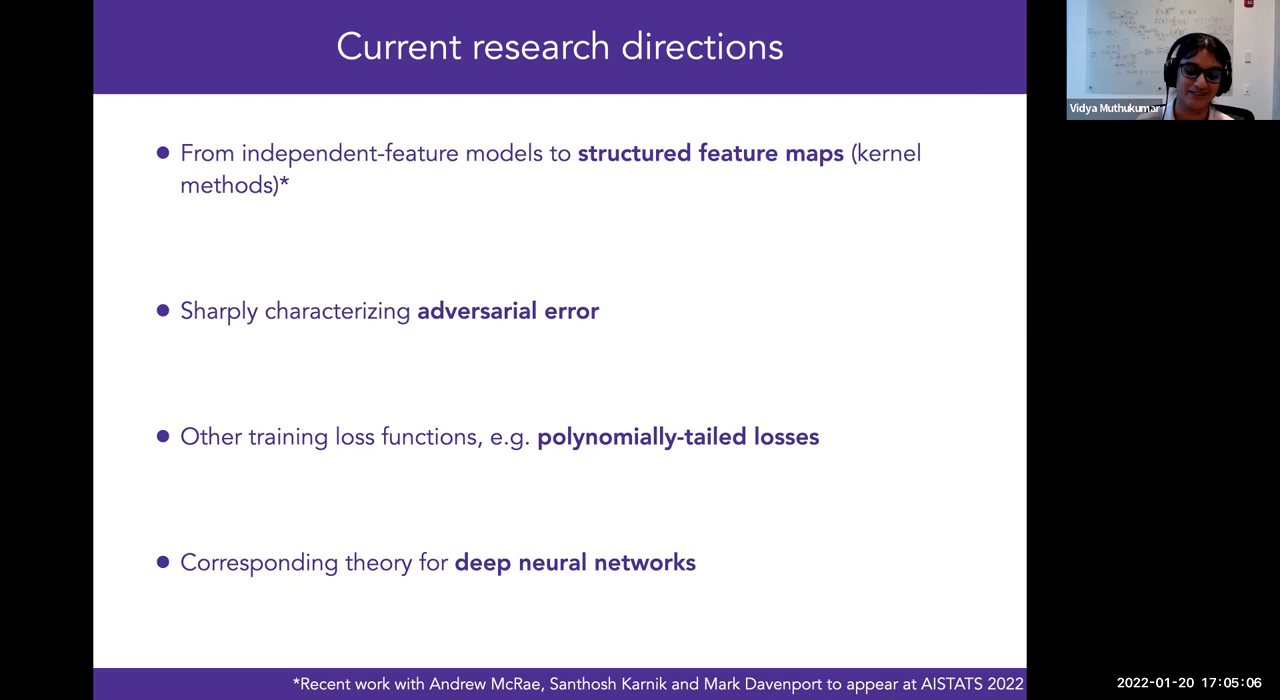 Current research directions
● From independent-feature models to structured feature maps (kernel
methods)*
● Sharply characterizing adversarial error
● Other training loss functions, e.g. polynomially-tailed losses
● Corresponding theory for deep neural networks
*Recent work with Andrew McRae, Santhosh Karnik and Mark Davenport to appear at AISTATS 2022
Vidya Muthukumar
2022-01-20 17:05:06